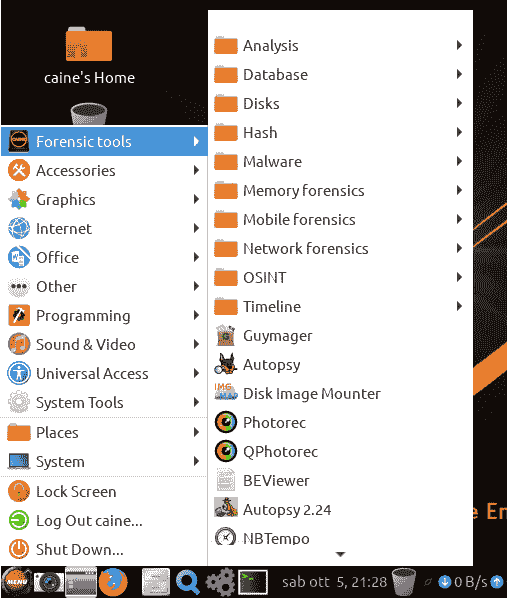 caine's Home
Forensic tools
Accessories
Graphics
Internet
Office
Other
Programming
Sound & Video
Universal Access
System Tools
Places
System
Lock Screen
Log Out caine...
Shut Down...
Analysis
Database
Disks
Hash
Malware
Memory forensics
Mobile forensics
Network forensics
OSINT
Timeline
Guymager
Autopsy
IMG
Disk Image Mounter
Photorec
QPhotorec
BEViewer
Autopsy 2.24
NBTempo
e En
MENU
sab ott 5, 21:28
0 B/s